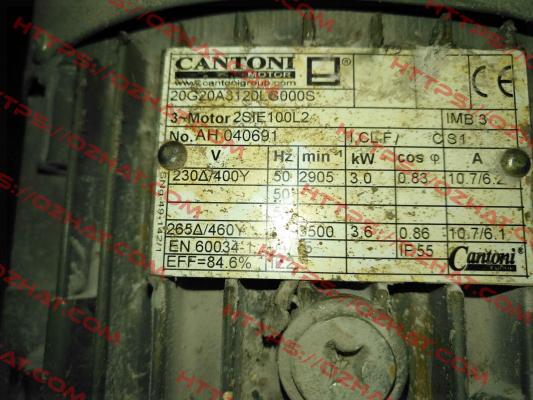 CANTONI
MOTOR
www.cantonigroup.com
20G20A3120LG000S
3~Motor 2SIE100L2 IMB 3
No. AH 040691 I.CL.F/ C S1
V Hz min⁻¹ kW cos φ A
230Δ/400Y 50 2905 3.0 0.83 10.7/6.2
50
265Δ/460Y 3500 3.6 0.86 10.7/6.1
EN 60034-1 IP55 Cantoni
EFF=84.6%
CE
HTTPS://OZHAT.COM